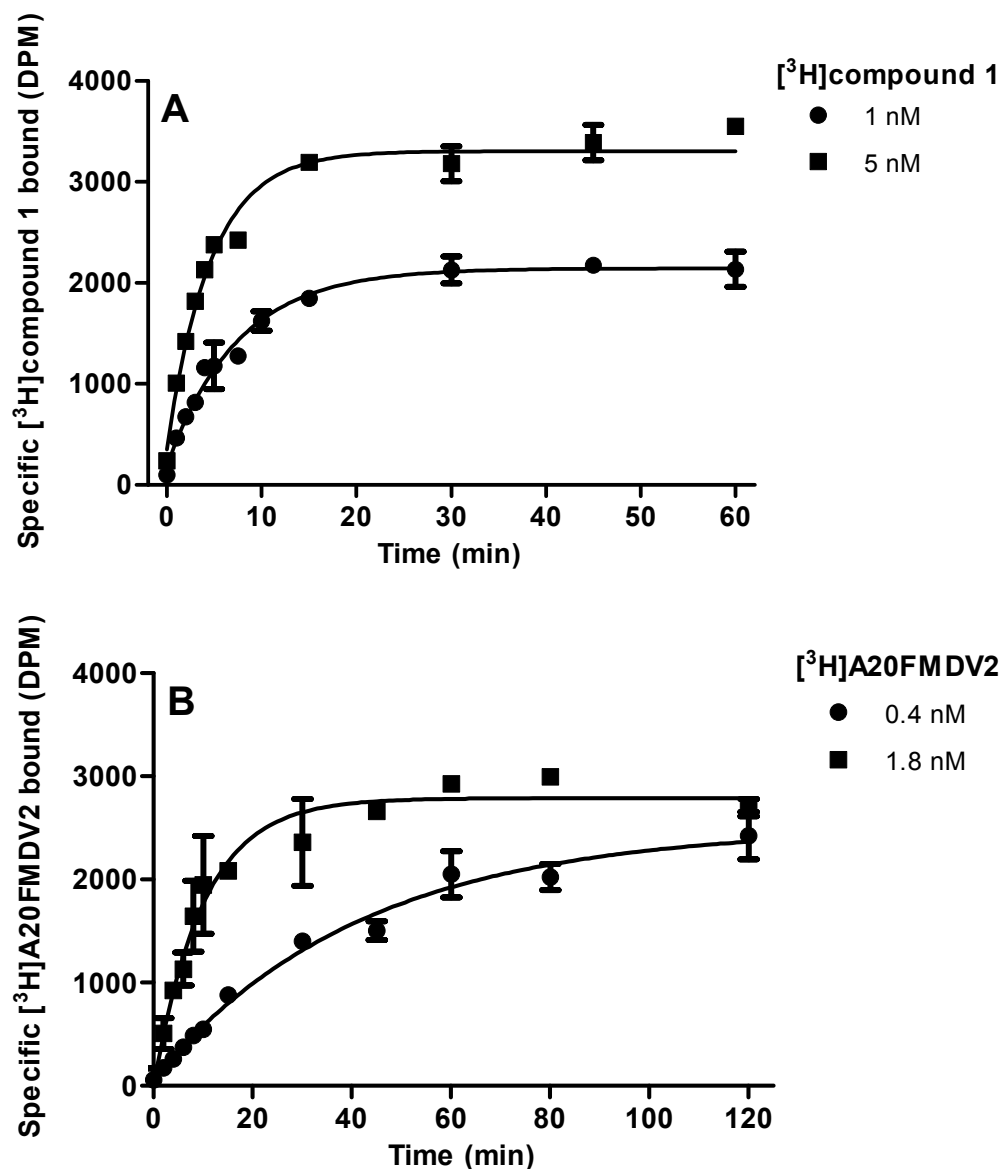 A
[³H]compound 1
1 nM
5 nM
Specific [³H]compound 1 bound (DPM)
4000
3000
2000
1000
0
0 10 20 30 40 50 60
Time (min)
B
[³H]A20FMDV2
0.4 nM
1.8 nM
Specific [³H]A20FMDV2 bound (DPM)
4000
3000
2000
1000
0
0 20 40 60 80 100 120
Time (min)